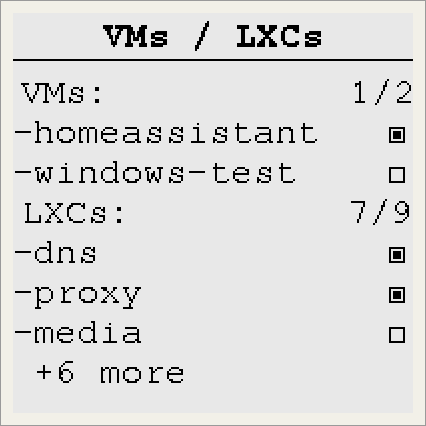 VMs / LXCs
VMs: 1/2
-homeassistant ▣
-windows-test □
LXCs: 7/9
-dns ▣
-proxy ▣
-media □
+6 more